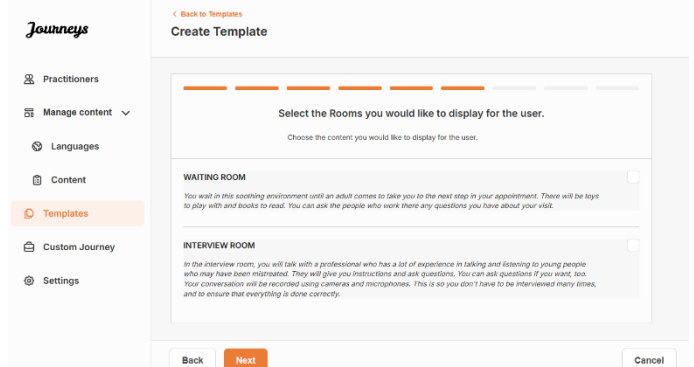 Journeys
< Back to Templates
Create Template
Practitioners
Manage content
Languages
Content
Templates
Custom Journey
Settings
Select the Rooms you would like to display for the user.
Choose the content you would like to display for the user.
WAITING ROOM
You wait in this soothing environment until an adult comes to take you to the next step in your appointment. There will be toys
to play with and books to read. You can ask the people who work there any questions you have about your visit.
INTERVIEW ROOM
In the interview room, you will talk with a professional who has a lot of experience in talking and listening to young people
who may have been mistreated. They will give you instructions and ask questions. You can ask questions if you want, too.
Your conversation will be recorded using cameras and microphones. This is so you don't have to be interviewed many times,
and to ensure that everything is done correctly.
Back
Next
Cancel